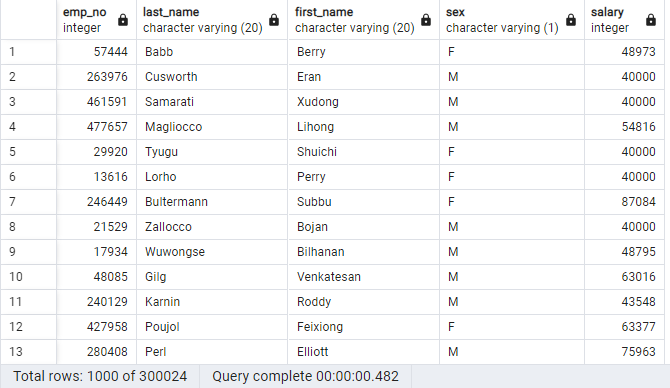 emp_no last_name first_name sex salary
integer character varying (20) character varying (20) character varying (1) integer
1 57444 Babb Berry F 48973
2 263976 Cusworth Eran M 40000
3 461591 Samarati Xudong M 40000
4 477657 Magliocco Lihong M 54816
5 29920 Tyugu Shuichi F 40000
6 13616 Lorho Perry F 40000
7 246449 Bultermann Subbu F 87084
8 21529 Zallocco Bojan M 40000
9 17934 Wuwongse Bilhanan M 48795
10 48085 Gilg Venkatesan M 63016
11 240129 Karnin Roddy M 43548
12 427958 Poujol Feixiong F 63377
13 280408 Perl Elliott M 75963
Total rows: 1000 of 300024 Query complete 00:00:00.482